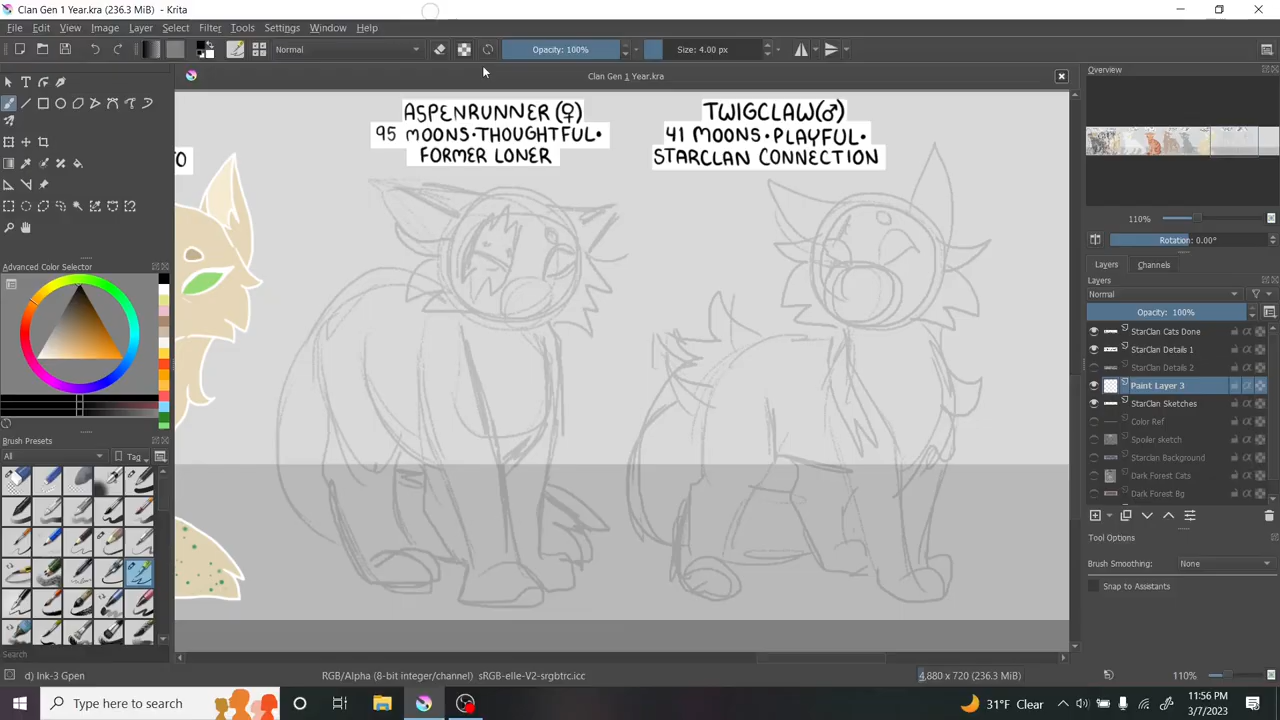 Clan Gen 1 Year.kra (236.3 MiB) - Krita
File Edit View Image Layer Select Filter Tools Settings Window Help
Normal Opacity: 100% Size: 4.00 px
Clan Gen 1 Year.kra
Overview
ASPENRUNNER (♀)
95 MOONS·THOUGHTFUL·
FORMER LONER
TWIGCLAW(♂)
41 MOONS·PLAYFUL·
STARCLAN CONNECTION
110%
Rotation: 0.00°
Layers Channels
Layers
Normal
Opacity: 100%
StarClan Cats Done
StarClan Details 1
StarClan Details 2
Paint Layer 3
StarClan Sketches
Color Ref
Spoiler sketch
Starclan Background
Dark Forest Cats
Dark Forest Bg
Tool Options
Brush Smoothing: None
Snap to Assistants
Advanced Color Selector
Brush Presets
All Tag
Search
d) Ink-3 Gpen
RGB/Alpha (8-bit integer/channel) sRGB-elle-V2-srgbtrc.icc
4,880 x 720 (236.3 MiB)
110%
Type here to search
31°F Clear
11:56 PM
3/7/2023